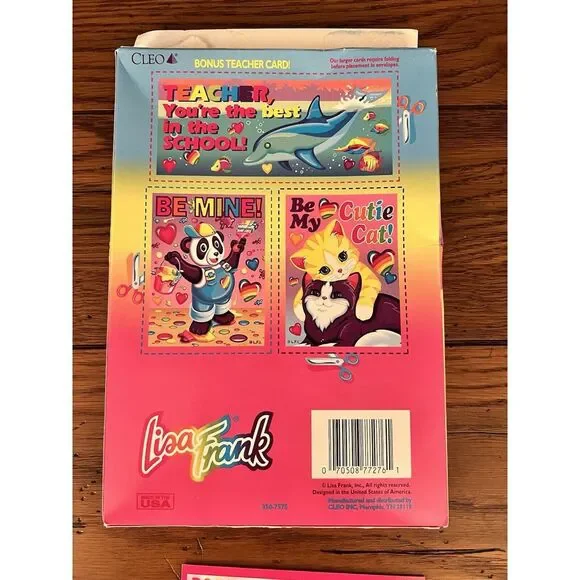 CLEO
BONUS TEACHER CARD!
Our larger cards require folding
before placement in envelopes.
TEACHER,
You're the best
in the
SCHOOL!
BE MINE!
Be
My
Cutie
Cat!
© L.F.I.
© L.F.I.
Lisa Frank
®
0 70508 77276 1
© Lisa Frank, Inc., All rights reserved.
Designed in the United States of America.
Manufactured and distributed by
CLEO INC, Memphis, TN 38118
MADE IN THE
USA